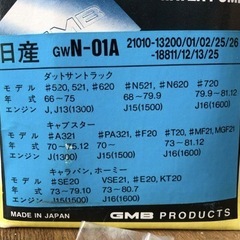 日産 GWN-01A 21010-13200/01/02/25/26
-18811/12/13/25
ダットサントラック
モデル #520, 521, #620 #N521, #N620 #720
年 66~75 68~79.9 79.9~81.12
エンジン J, J13(1300) J15(1500) J16(1600)
キャブスター
モデル #A321 #PA321, #F20 #T20, #MF21, MGF21
年 70~75.12 70~
エンジン J(1300) J15(1500) J16(1600)
キャラバン, ホーミー
モデル #SE20 VSE21, #E20, KT20
年 73~79.10 73~80.7
エンジン J15(1500) J16(1600)
MADE IN JAPAN GMB PRODUCTS